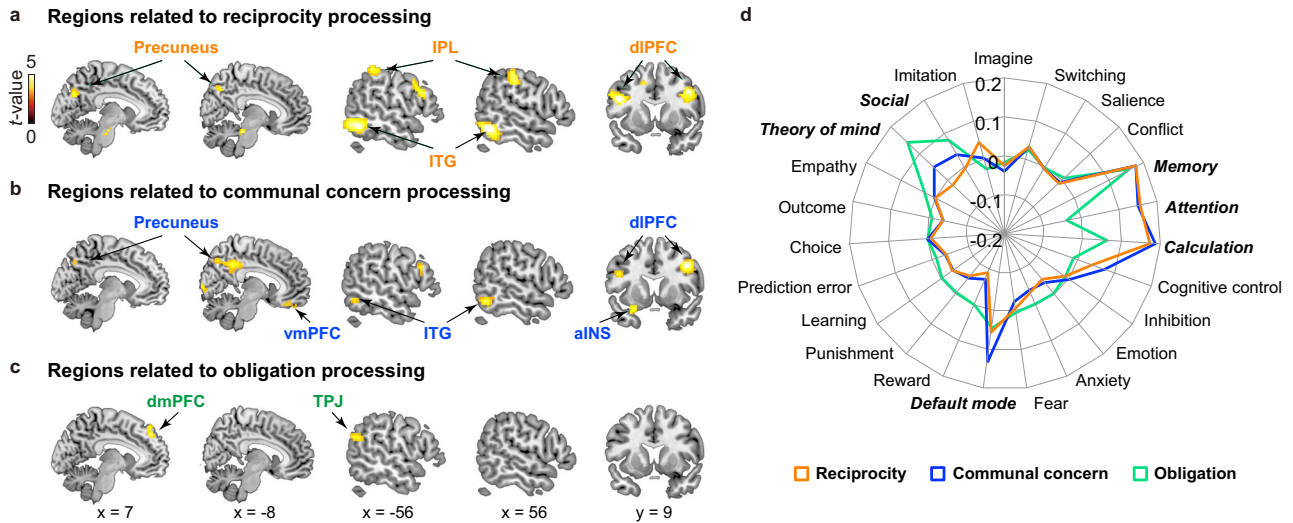 a Regions related to reciprocity processing
Precuneus
IPL
dlPFC
5
t-value
0
ITG
b Regions related to communal concern processing
Precuneus
dlPFC
vmPFC
ITG
aINS
c Regions related to obligation processing
dmPFC
TPJ
x = 7
x = -8
x = -56
x = 56
y = 9
d
Imagine
Switching
Salience
Conflict
Memory
Attention
Calculation
Cognitive control
Inhibition
Emotion
Anxiety
Fear
Default mode
Reward
Punishment
Learning
Prediction error
Choice
Outcome
Empathy
Theory of mind
Social
Imitation
0.2
0.1
0
-0.1
-0.2
Reciprocity
Communal concern
Obligation